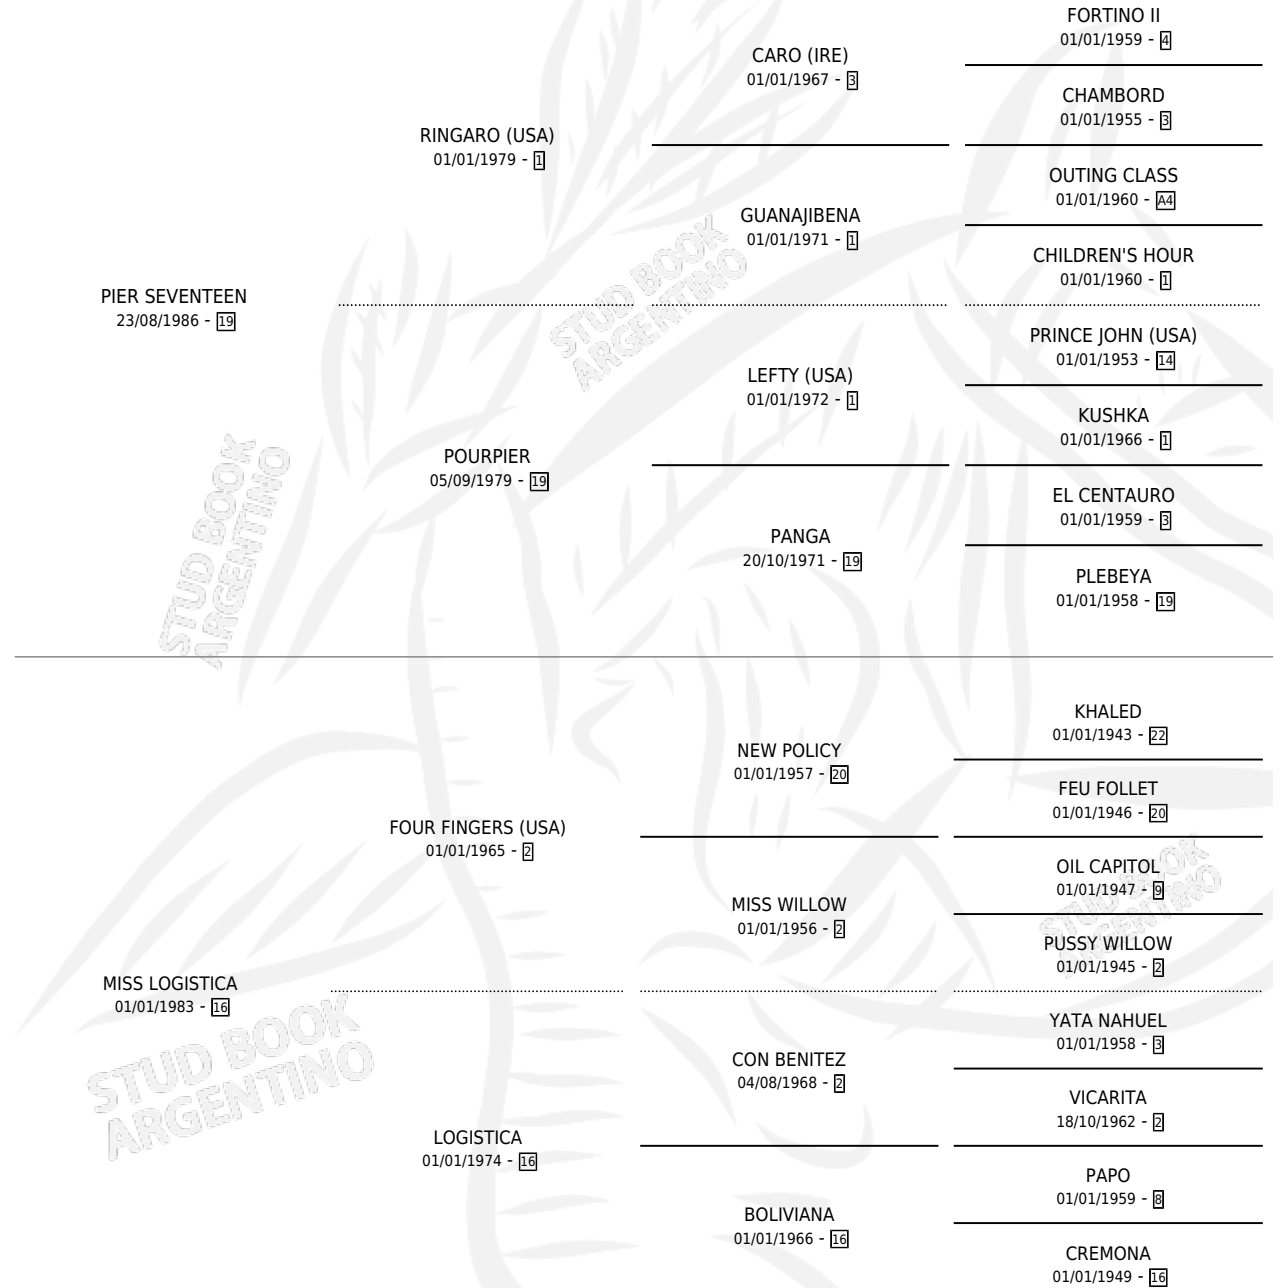 FORTINO II
01/01/1959 - 4
CARO (IRE)
01/01/1967 - 3
CHAMBORD
01/01/1955 - 3
RINGARO (USA)
01/01/1979 - 1
OUTING CLASS
01/01/1960 - A4
GUANAJIBENA
01/01/1971 - 1
CHILDREN'S HOUR
01/01/1960 - 1
PIER SEVENTEEN
23/08/1986 - 19
PRINCE JOHN (USA)
01/01/1953 - 14
LEFTY (USA)
01/01/1972 - 1
KUSHKA
01/01/1966 - 1
POURPIER
05/09/1979 - 19
EL CENTAURO
01/01/1959 - 3
PANGA
20/10/1971 - 19
PLEBEYA
01/01/1958 - 19
STUD BOOK
ARGENTINO
STUD BOOK
ARGENTINO
KHALED
01/01/1943 - 22
NEW POLICY
01/01/1957 - 20
FEU FOLLET
01/01/1946 - 20
FOUR FINGERS (USA)
01/01/1965 - 2
OIL CAPITOL
01/01/1947 - 9
MISS WILLOW
01/01/1956 - 2
PUSSY WILLOW
01/01/1945 - 2
MISS LOGISTICA
01/01/1983 - 16
YATA NAHUEL
01/01/1958 - 3
CON BENITEZ
04/08/1968 - 2
VICARITA
18/10/1962 - 2
LOGISTICA
01/01/1974 - 16
PAPO
01/01/1959 - 8
BOLIVIANA
01/01/1966 - 16
CREMONA
01/01/1949 - 16
STUD BOOK
ARGENTINO
STUD BOOK
ARGENTINO